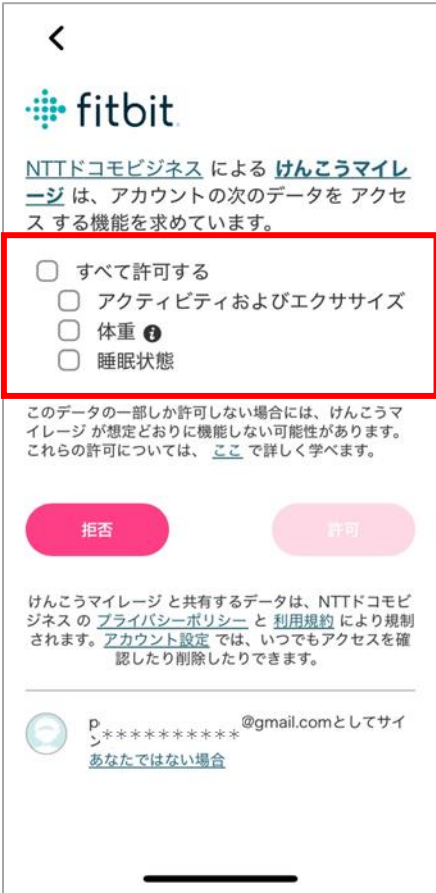 fitbit.
NTTドコモビジネス による けんこうマイレ
ージ は、アカウントの次のデータを アクセ
ス する機能を求めています。
すべて許可する
アクティビティおよびエクササイズ
体重
睡眠状態
このデータの一部しか許可しない場合には、けんこうマ
イレージ が想定どおりに機能しない可能性があります。
これらの許可については、 ここ で詳しく学べます。
拒否
許可
けんこうマイレージ と共有するデータは、NTTドコモビ
ジネス の プライバシーポリシー と 利用規約 により規制
されます。アカウント設定 では、いつでもアクセスを確
認したり削除したりできます。
p **********@gmail.comとしてサイ
ン
あなたではない場合